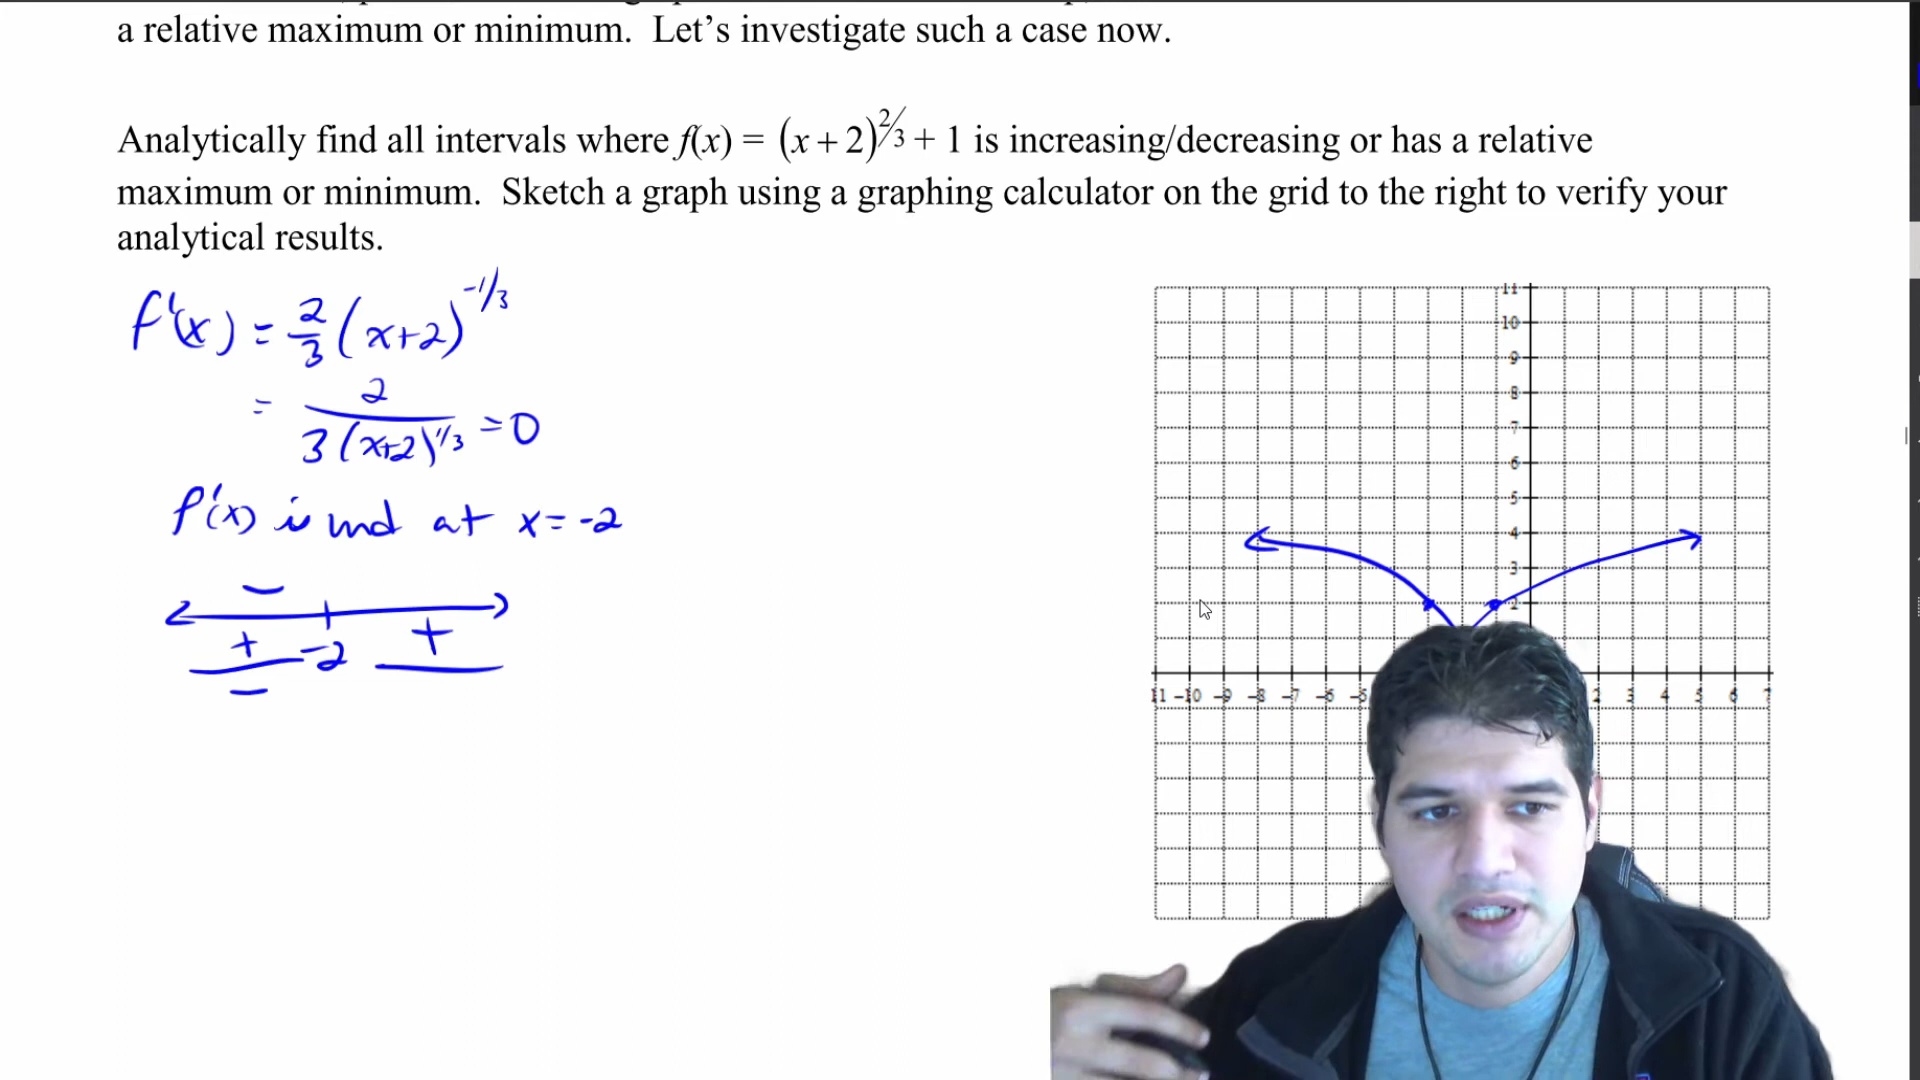 a relative maximum or minimum. Let's investigate such a case now.
Analytically find all intervals where f(x) = (x + 2)^{2/3} + 1 is increasing/decreasing or has a relative
maximum or minimum. Sketch a graph using a graphing calculator on the grid to the right to verify your
analytical results.
f'(x) = 2/3 (x+2)^{-1/3}
= 2 / 3(x+2)^{1/3} = 0
f'(x) is und at x = -2
−
+ -2 +
−
11
10
9
8
7
6
5
4
3
2
11 -10 -9 -8 -7 -6 -5 2 3 4 5 6 7